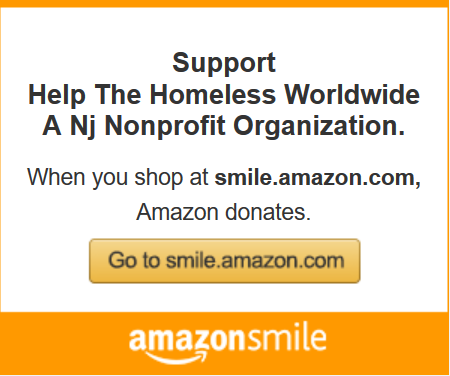 Support
Help The Homeless Worldwide
A Nj Nonprofit Organization.
When you shop at smile.amazon.com,
Amazon donates.
Go to smile.amazon.com
amazonsmile